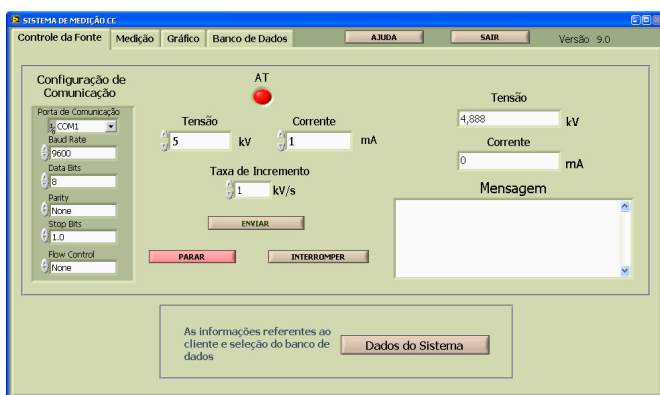 SISTEMA DE MEDIÇÃO CC
Controle da Fonte
Medição
Gráfico
Banco de Dados
AJUDA
SAIR
Versão 9.0
Configuração de
Comunicação
Porta de Comunicação
COM1
Baud Rate
9600
Data Bits
8
Parity
None
Stop Bits
1.0
Flow Control
None
AT
Tensão
5
kV
Corrente
1
mA
Taxa de Incremento
1
kV/s
ENVIAR
PARAR
INTERROMPER
Tensão
4,888
kV
Corrente
0
mA
Mensagem
As informações referentes ao
cliente e seleção do banco de
dados
Dados do Sistema